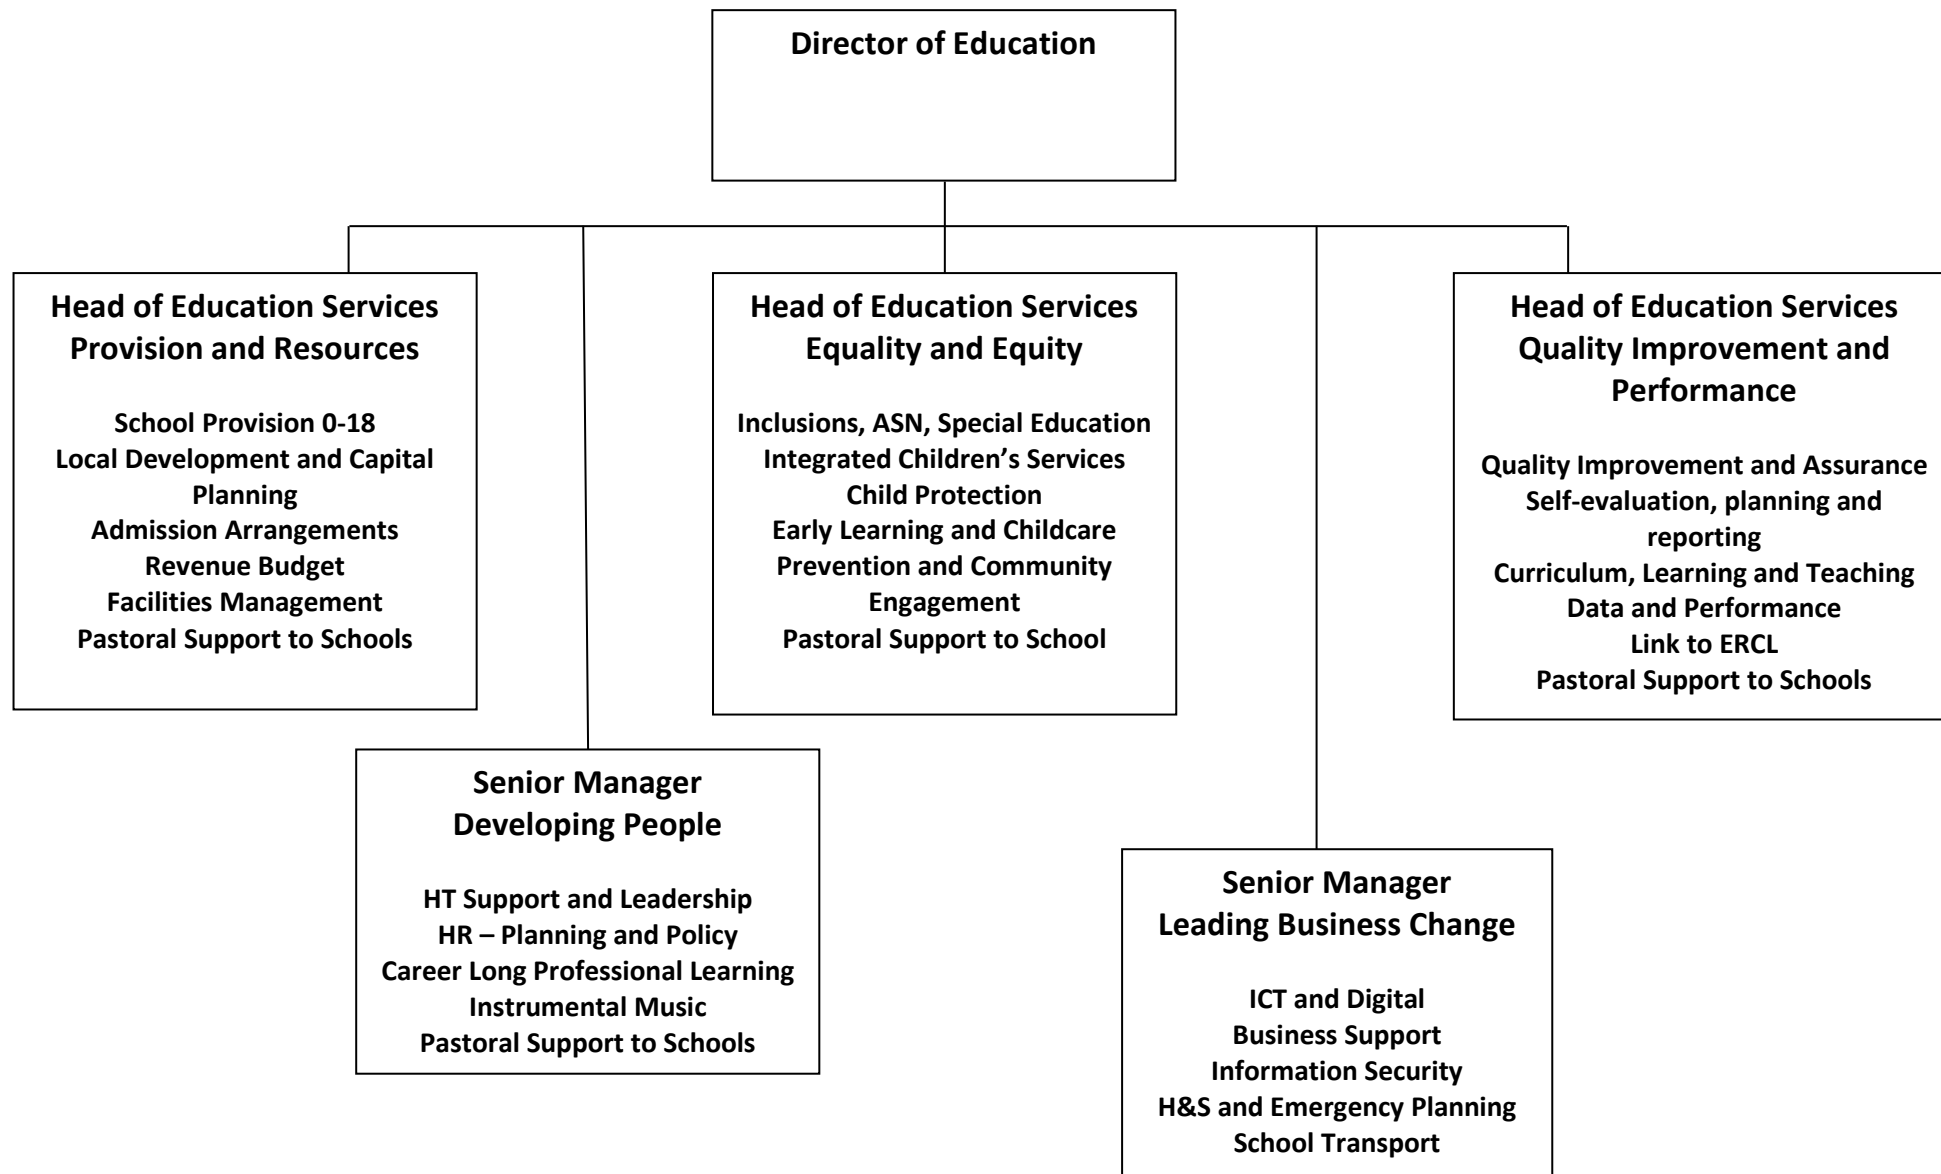 Director of Education
Head of Education Services
Provision and Resources
School Provision 0-18
Local Development and Capital
Planning
Admission Arrangements
Revenue Budget
Facilities Management
Pastoral Support to Schools
Head of Education Services
Equality and Equity
Inclusions, ASN, Special Education
Integrated Children’s Services
Child Protection
Early Learning and Childcare
Prevention and Community
Engagement
Pastoral Support to School
Head of Education Services
Quality Improvement and
Performance
Quality Improvement and Assurance
Self-evaluation, planning and
reporting
Curriculum, Learning and Teaching
Data and Performance
Link to ERCL
Pastoral Support to Schools
Senior Manager
Developing People
HT Support and Leadership
HR – Planning and Policy
Career Long Professional Learning
Instrumental Music
Pastoral Support to Schools
Senior Manager
Leading Business Change
ICT and Digital
Business Support
Information Security
H&S and Emergency Planning
School Transport